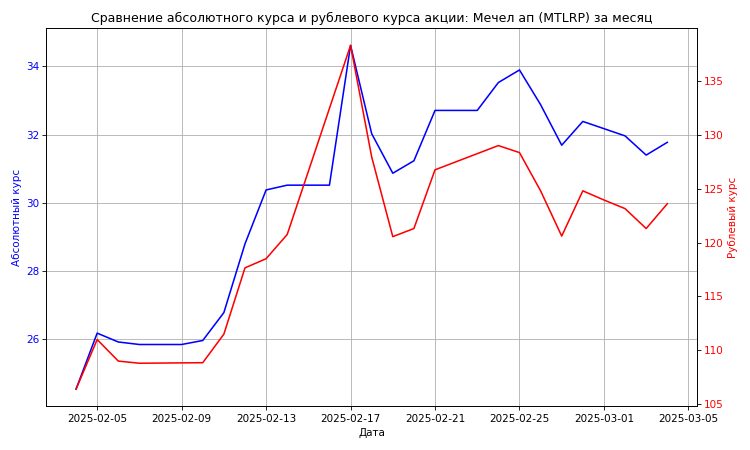 Сравнение абсолютного курса и рублевого курса акции: Мечел ап (MTLRP) за месяц
Абсолютный курс
34
32
30
28
26
135
130
125
120
115
110
105
Рублевый курс
2025-02-05 2025-02-09 2025-02-13 2025-02-17 2025-02-21 2025-02-25 2025-03-01 2025-03-05
Дата